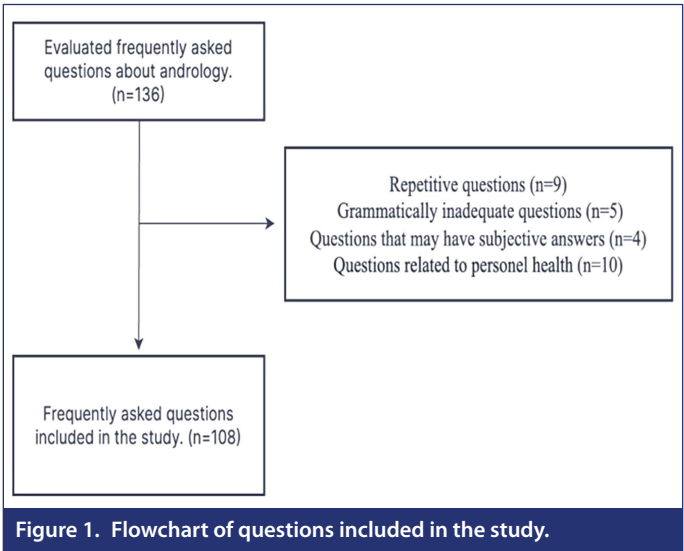 Evaluated frequently asked
questions about andrology.
(n=136)
Repetitive questions (n=9)
Grammatically inadequate questions (n=5)
Questions that may have subjective answers (n=4)
Questions related to personel health (n=10)
Frequently asked questions
included in the study. (n=108)
Figure 1. Flowchart of questions included in the study.